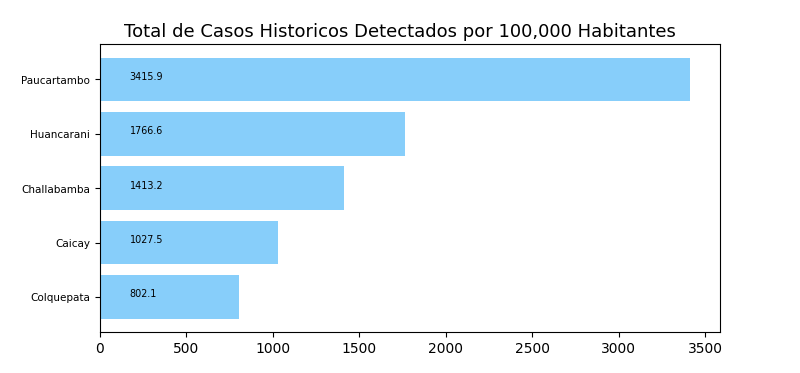 Total de Casos Historicos Detectados por 100,000 Habitantes
Paucartambo 3415.9
Huancarani 1766.6
Challabamba 1413.2
Caicay 1027.5
Colquepata 802.1
0 500 1000 1500 2000 2500 3000 3500